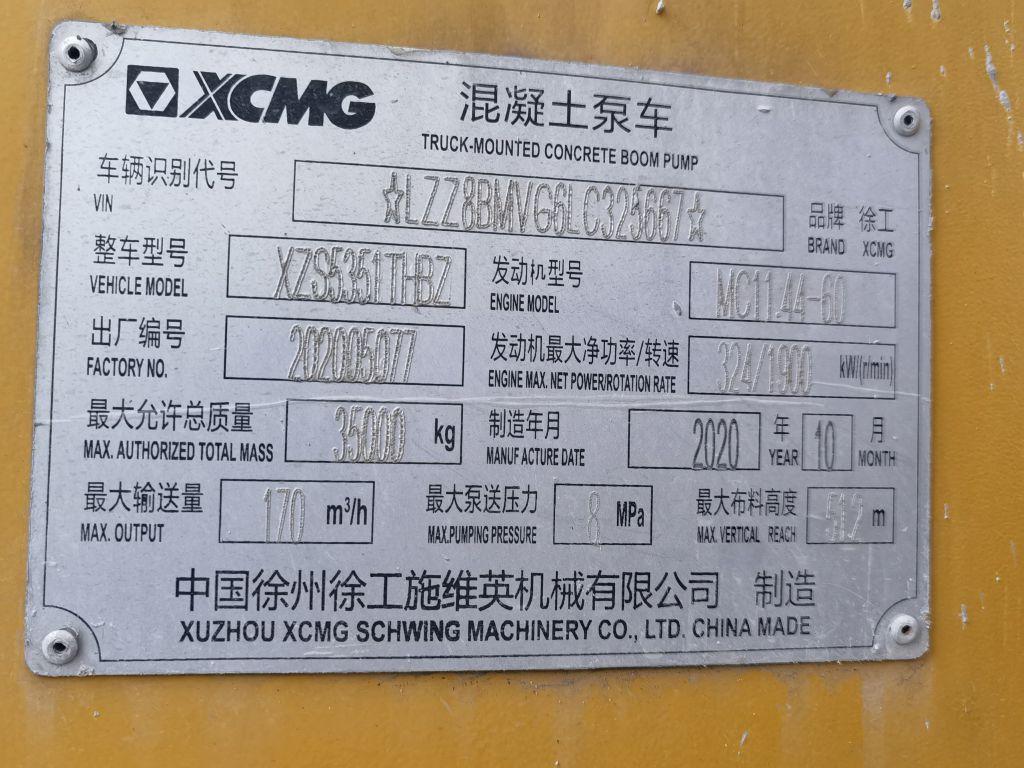 XCMG 混凝土泵车
TRUCK-MOUNTED CONCRETE BOOM PUMP
车辆识别代号 ☆LZZ8BMVG6LC325667☆ 品牌 徐工
VIN BRAND XCMG
整车型号 XZS5351THBZ 发动机型号 MC11.44-60
VEHICLE MODEL ENGINE MODEL
出厂编号 202005077 发动机最大净功率/转速 324/1900 kW/(r/min)
FACTORY NO. ENGINE MAX. NET POWER/ROTATION RATE
最大允许总质量 35000 kg 制造年月 2020 年 10 月
MAX. AUTHORIZED TOTAL MASS MANUF ACTURE DATE YEAR MONTH
最大输送量 170 m³/h 最大泵送压力 8 MPa 最大布料高度 51.2 m
MAX. OUTPUT MAX.PUMPING PRESSURE MAX. VERTICAL REACH
中国徐州徐工施维英机械有限公司 制造
XUZHOU XCMG SCHWING MACHINERY CO., LTD. CHINA MADE